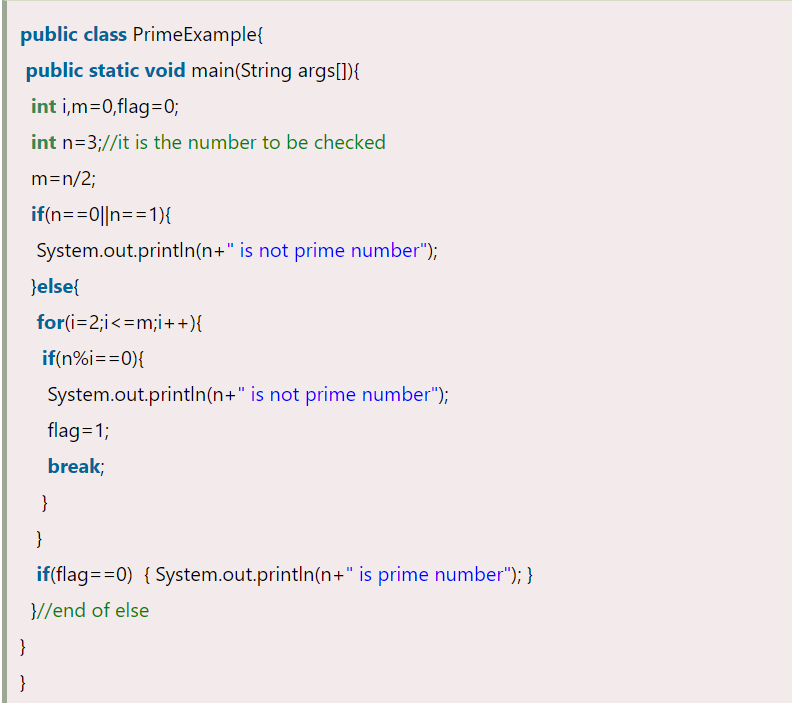 public class PrimeExample{
public static void main(String args[]){
int i,m=0,flag=0;
int n=3;//it is the number to be checked
m=n/2;
if(n==0||n==1){
System.out.println(n+" is not prime number");
}else{
for(i=2;i<=m;i++){
if(n%i==0){
System.out.println(n+" is not prime number");
flag=1;
break;
}
}
if(flag==0)  { System.out.println(n+" is prime number"); }
}//end of else
}
}